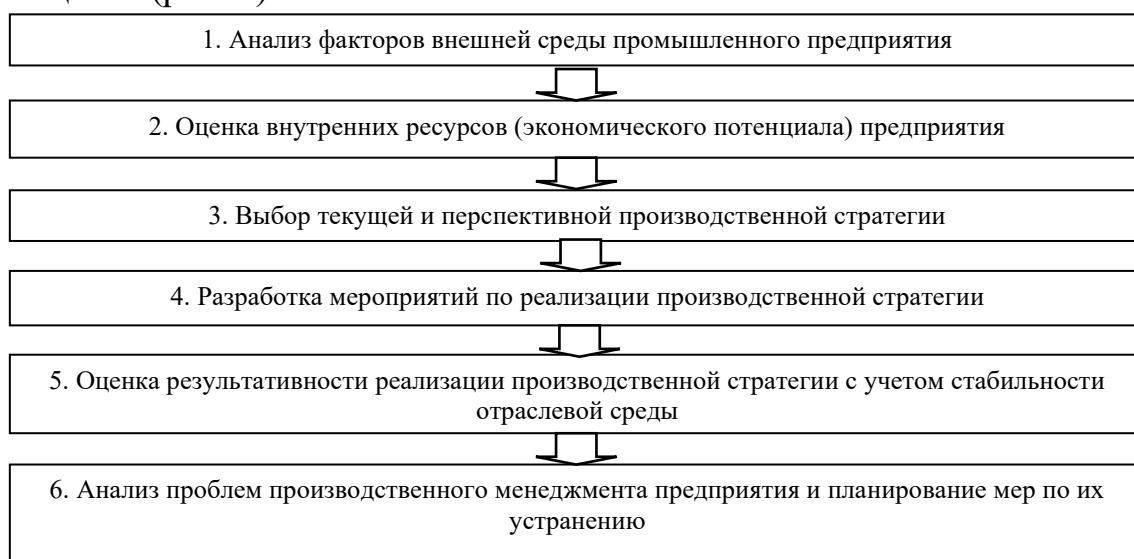 1. Анализ факторов внешней среды промышленного предприятия
2. Оценка внутренних ресурсов (экономического потенциала) предприятия
3. Выбор текущей и перспективной производственной стратегии
4. Разработка мероприятий по реализации производственной стратегии
5. Оценка результативности реализации производственной стратегии с учетом стабильности
отраслевой среды
6. Анализ проблем производственного менеджмента предприятия и планирование мер по их
устранению